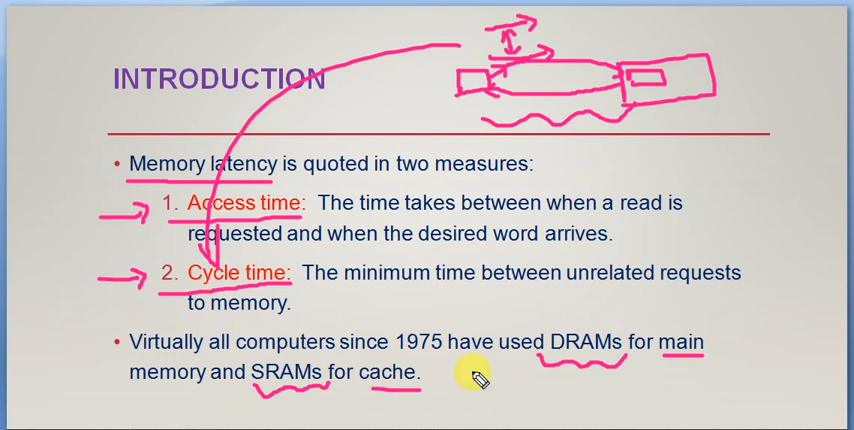 INTRODUCTION
• Memory latency is quoted in two measures:
1. Access time: The time takes between when a read is
requested and when the desired word arrives.
2. Cycle time: The minimum time between unrelated requests
to memory.
• Virtually all computers since 1975 have used DRAMs for main
memory and SRAMs for cache.